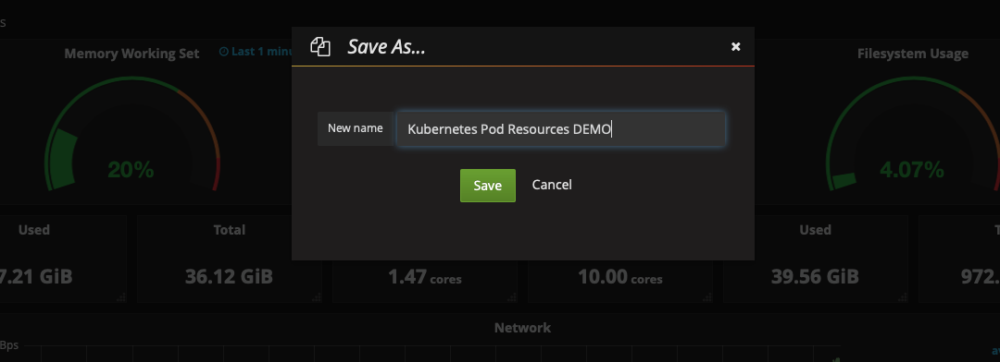 s
Memory Working Set
Last 1 minu
Filesystem Usage
Save As...
New name
Kubernetes Pod Resources DEMO
Save
Cancel
20%
4.07%
Used
Total
Used
T
7.21 GiB
36.12 GiB
1.47 cores
10.00 cores
39.56 GiB
972.
Network
Bps
a